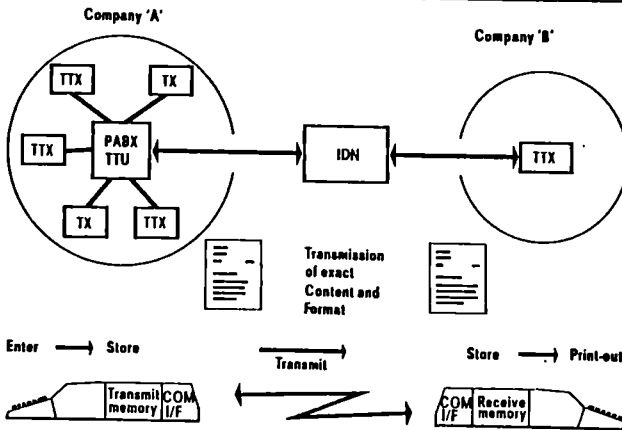 Company 'A'
Company 'B'
TTX
TX
TTX
PABX
TTU
IDN
TTX
TX
TTX
Transmission
of exact
Content and
Format
Enter
Store
Transmit
Store
Print-out
Transmit
memory
COM
I/F
COM
I/F
Receive
memory